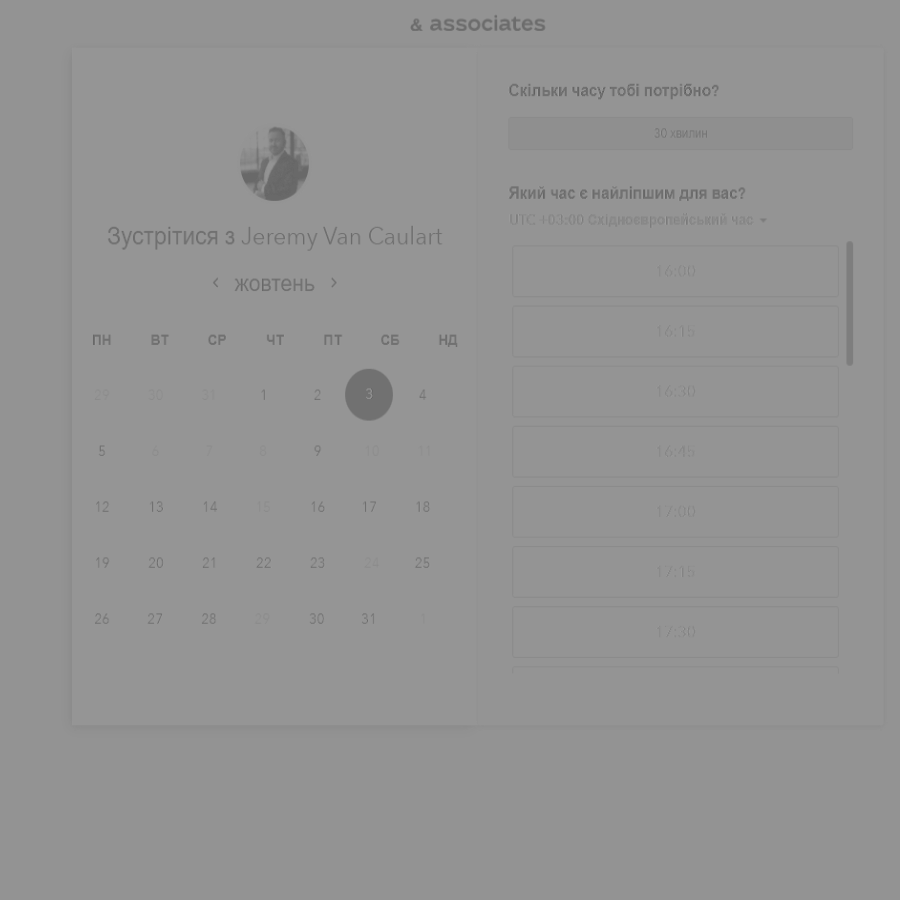 & associates
Зустрітися з Jeremy Van Caulart
‹ жовтень ›
ПН ВТ СР ЧТ ПТ СБ НД
29 30 31 1 2 3 4
5 6 7 8 9 10 11
12 13 14 15 16 17 18
19 20 21 22 23 24 25
26 27 28 29 30 31 1
Скільки часу тобі потрібно?
30 хвилин
Який час є найліпшим для вас?
UTC +03:00 Східноєвропейський час
16:00
16:15
16:30
16:45
17:00
17:15
17:30